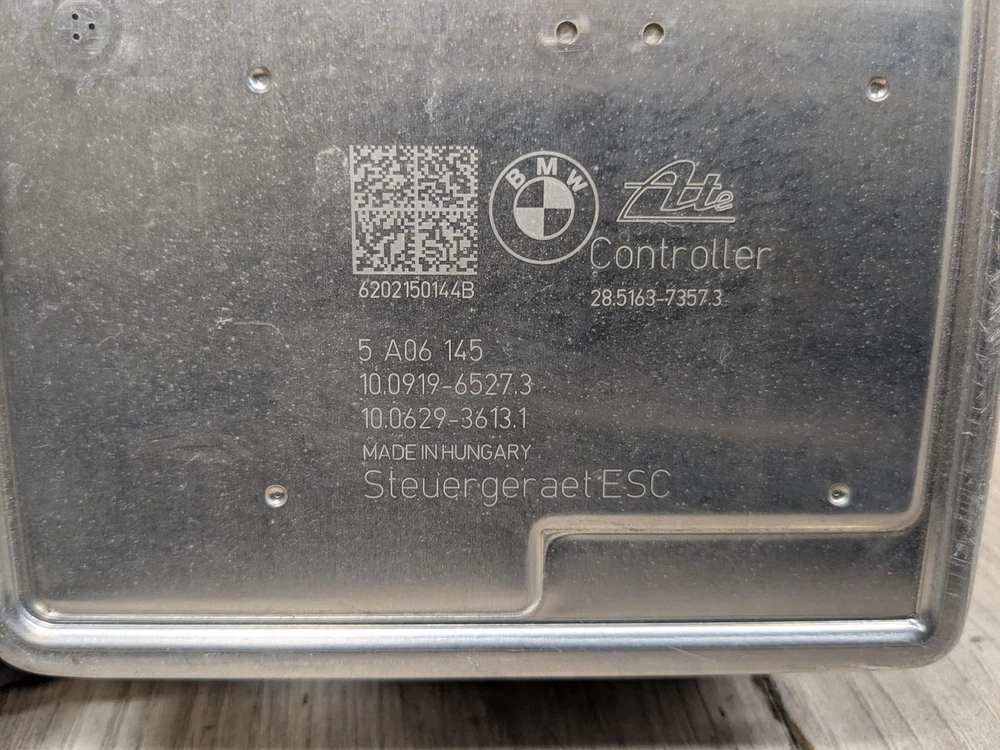 BMW
Ate
Controller
6202150144B
28.5163-7357.3
5 A06 145
10.0919-6527.3
10.0629-3613.1
MADE IN HUNGARY
Steuergeraet ESC